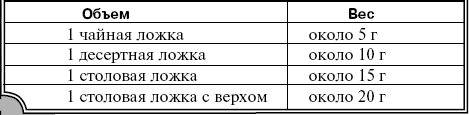 Объем Вес
1 чайная ложка около 5 г
1 десертная ложка около 10 г
1 столовая ложка около 15 г
1 столовая ложка с верхом около 20 г